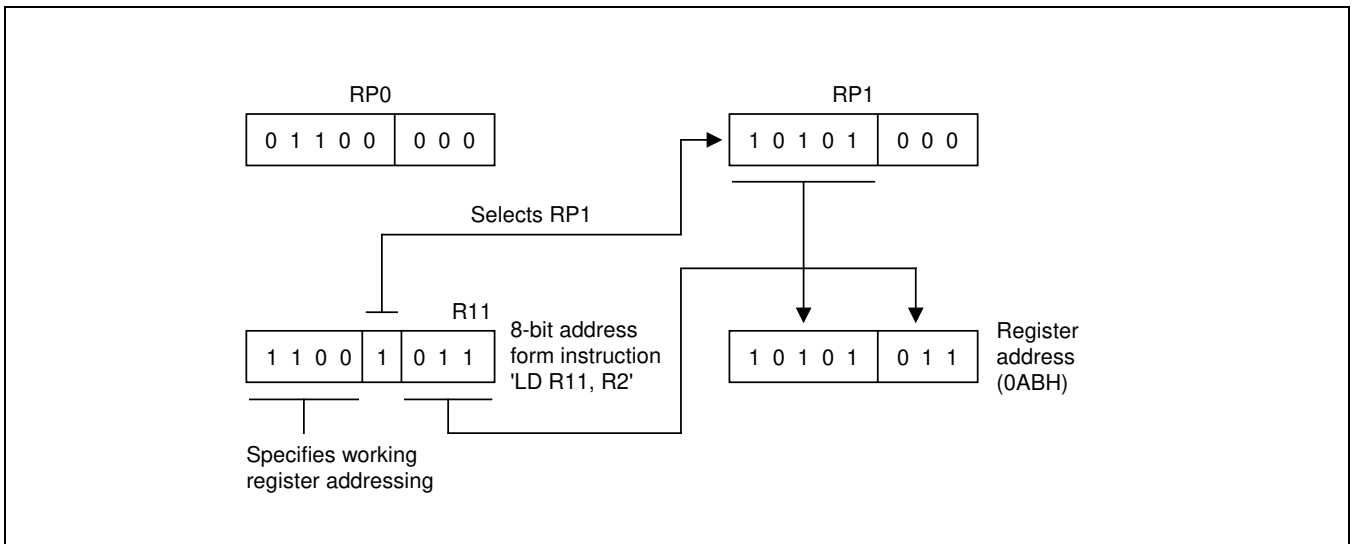 RP0
RP1
0 1 1 0 0 0 0 0
1 0 1 0 1 0 0 0
Selects RP1
R11
1 1 0 0 1 0 1 1
8-bit address
form instruction
'LD R11, R2'
1 0 1 0 1 0 1 1
Register
address
(0ABH)
Specifies working
register addressing